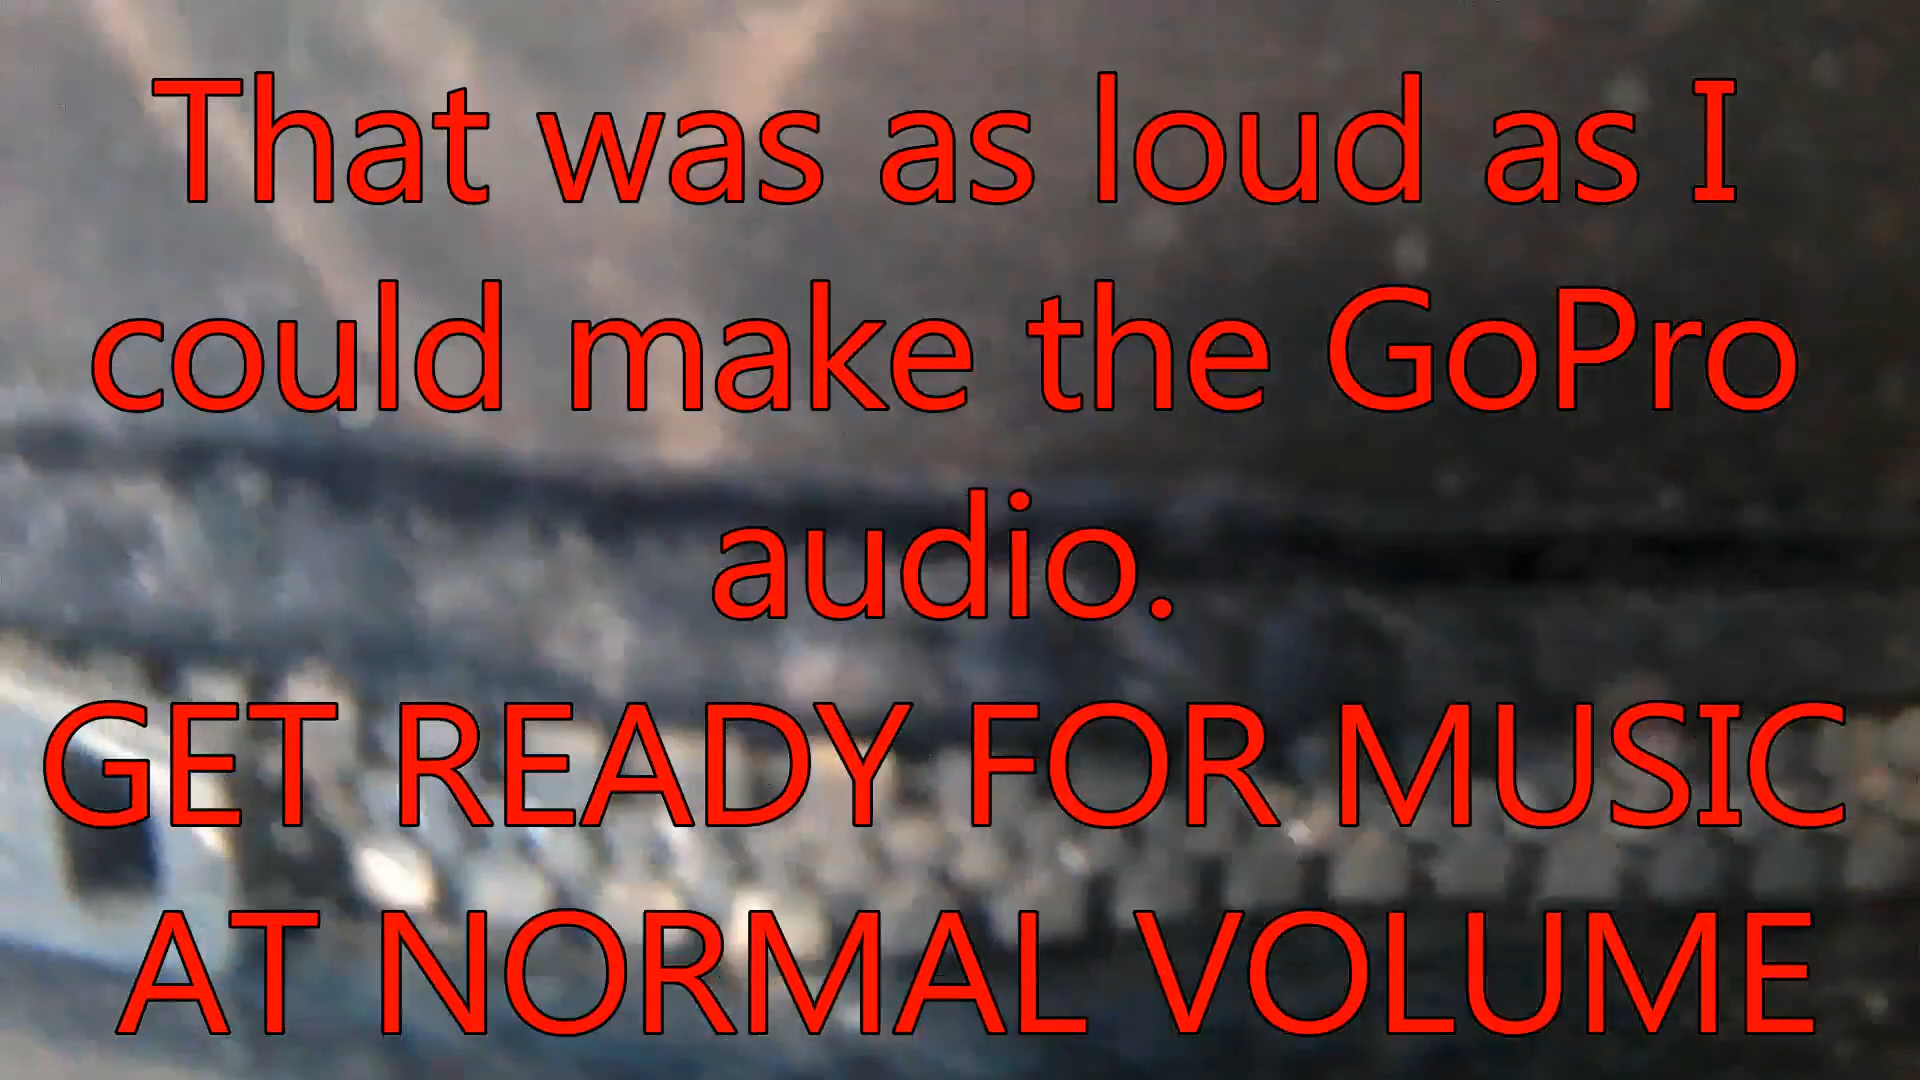 That was as loud as I
could make the GoPro
audio.
GET READY FOR MUSIC
AT NORMAL VOLUME